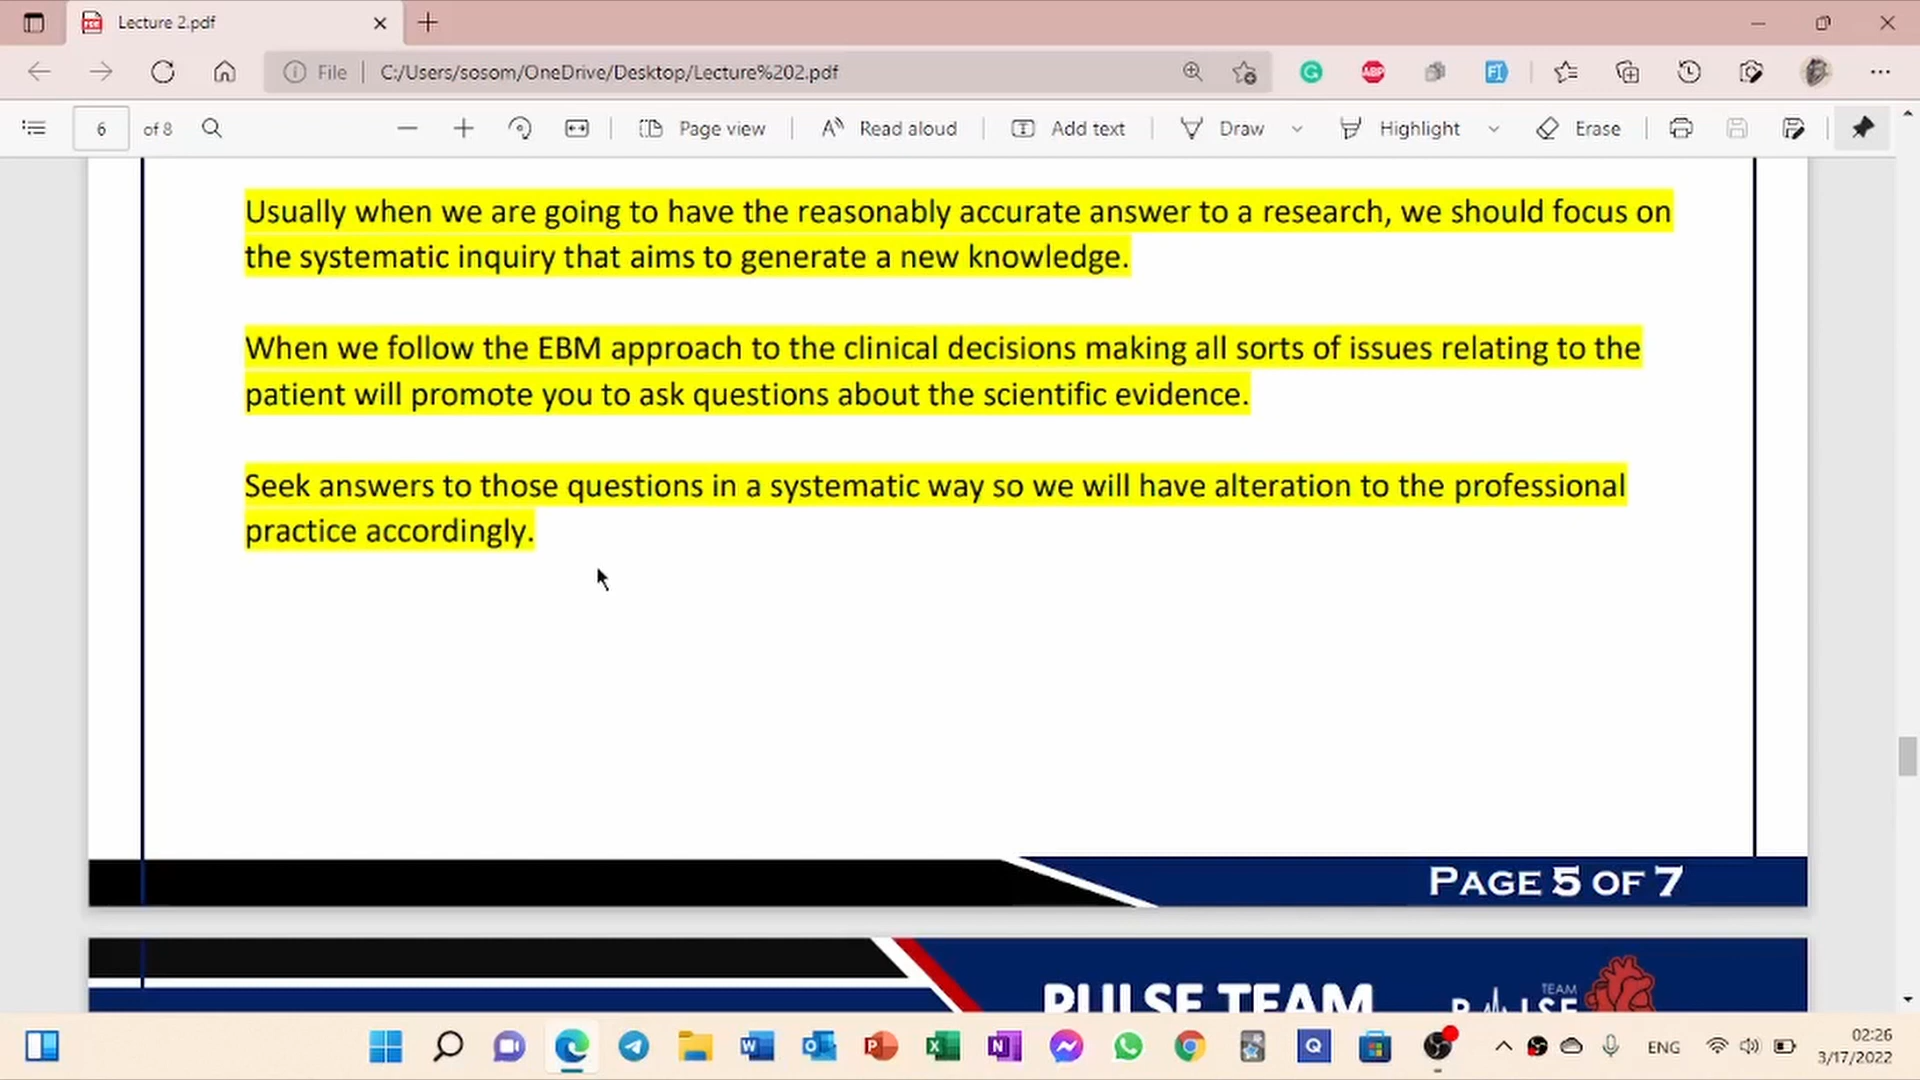 Lecture 2.pdf
File C:/Users/sosom/OneDrive/Desktop/Lecture%202.pdf
6 of 8 Page view Read aloud Add text Draw Highlight Erase
Usually when we are going to have the reasonably accurate answer to a research, we should focus on
the systematic inquiry that aims to generate a new knowledge.
When we follow the EBM approach to the clinical decisions making all sorts of issues relating to the
patient will promote you to ask questions about the scientific evidence.
Seek answers to those questions in a systematic way so we will have alteration to the professional
practice accordingly.
PAGE 5 OF 7
PULSE TEAM
TEAM
ENG
02:26
3/17/2022